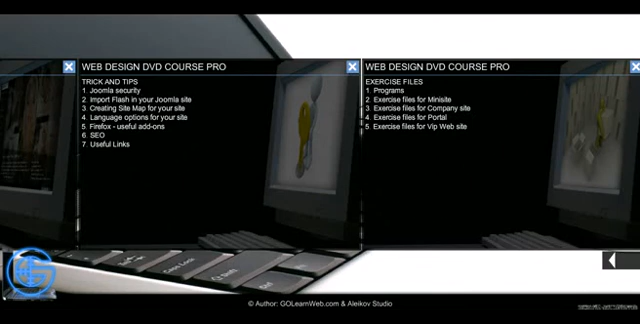 WEB DESIGN DVD COURSE PRO
TRICK AND TIPS
1. Joomla security
2. Import Flash in your Joomla site
3. Creating Site Map for your site
4. Language options for your site
5. Firefox - useful add-ons
6. SEO
7. Useful Links
WEB DESIGN DVD COURSE PRO
EXERCISE FILES
1. Programs
2. Exercise files for Minisite
3. Exercise files for Company site
4. Exercise files for Portal
5 Exercise files for Vip Web site
Caps Lock
Shift
Ctrl
© Author: GOLearnWeb.com & Aleikov Studio